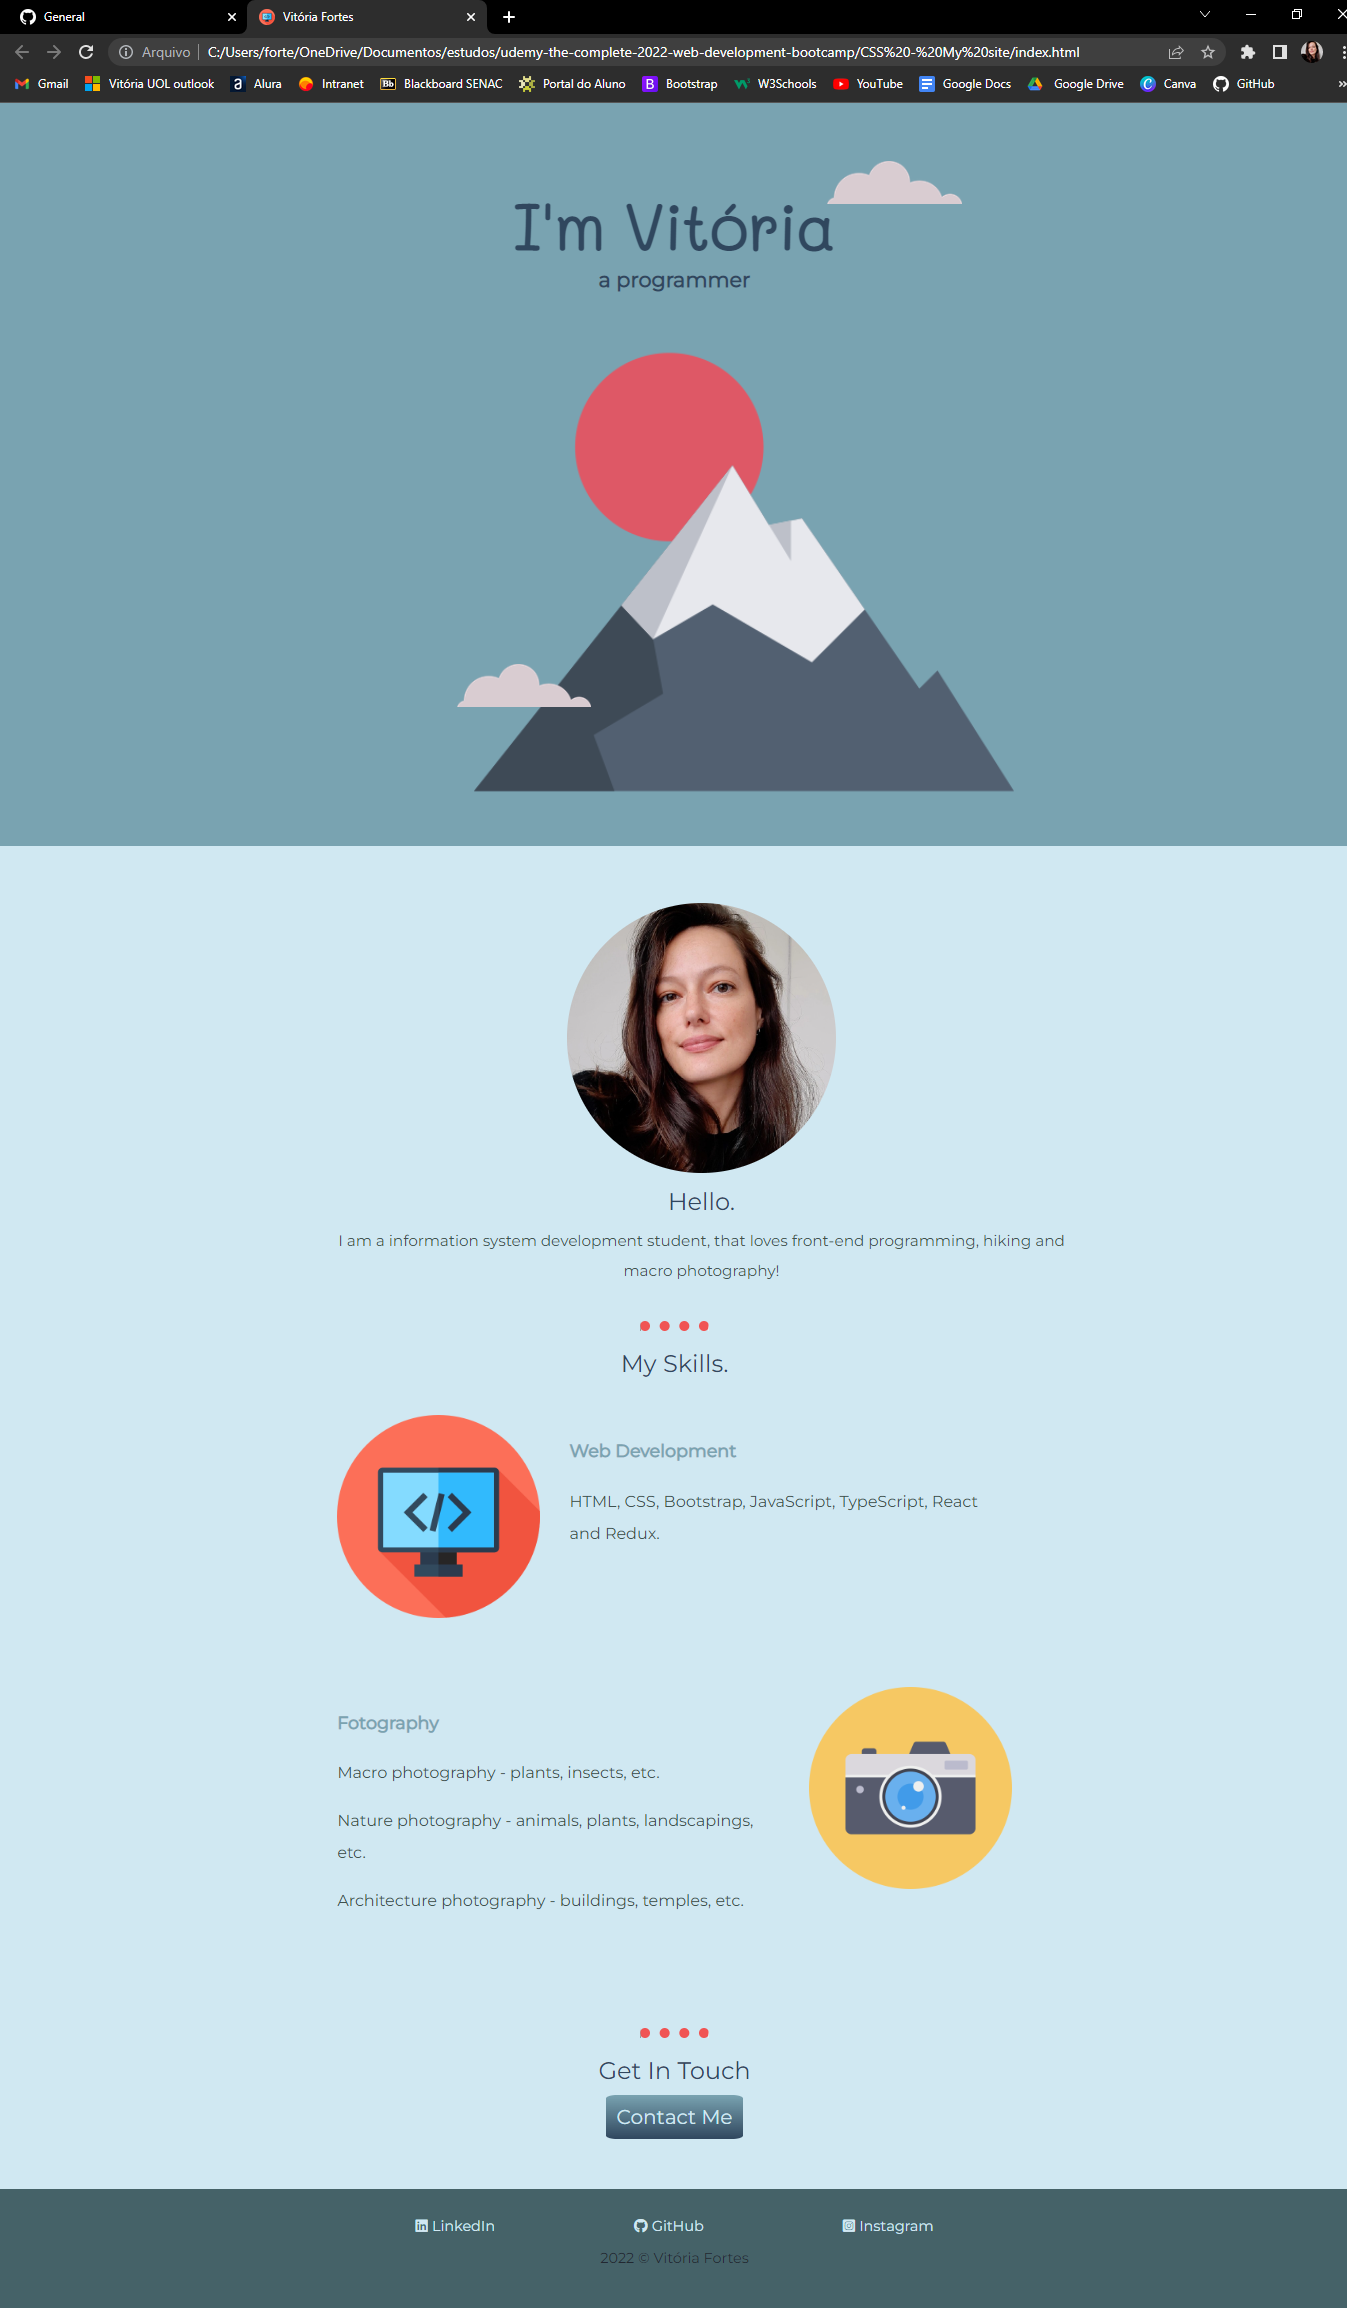 General
Vitória Fortes
Arquivo
C:/Users/forte/OneDrive/Documentos/estudos/udemy-the-complete-2022-web-development-bootcamp/CSS%20-%20My%20site/index.html
Gmail
Vitória UOL outlook
a
Alura
Intranet
Bb
Blackboard SENAC
Portal do Aluno
B
Bootstrap
W3Schools
YouTube
Google Docs
Google Drive
C
Canva
GitHub
»
I'm Vitória
a programmer
Hello.
I am a information system development student, that loves front-end programming, hiking and
macro photography!
My Skills.
</>
Web Development
HTML, CSS, Bootstrap, JavaScript, TypeScript, React
and Redux.
Fotography
Macro photography - plants, insects, etc.
Nature photography - animals, plants, landscapings,
etc.
Architecture photography - buildings, temples, etc.
Get In Touch
Contact Me
in LinkedIn
GitHub
Instagram
2022 © Vitória Fortes